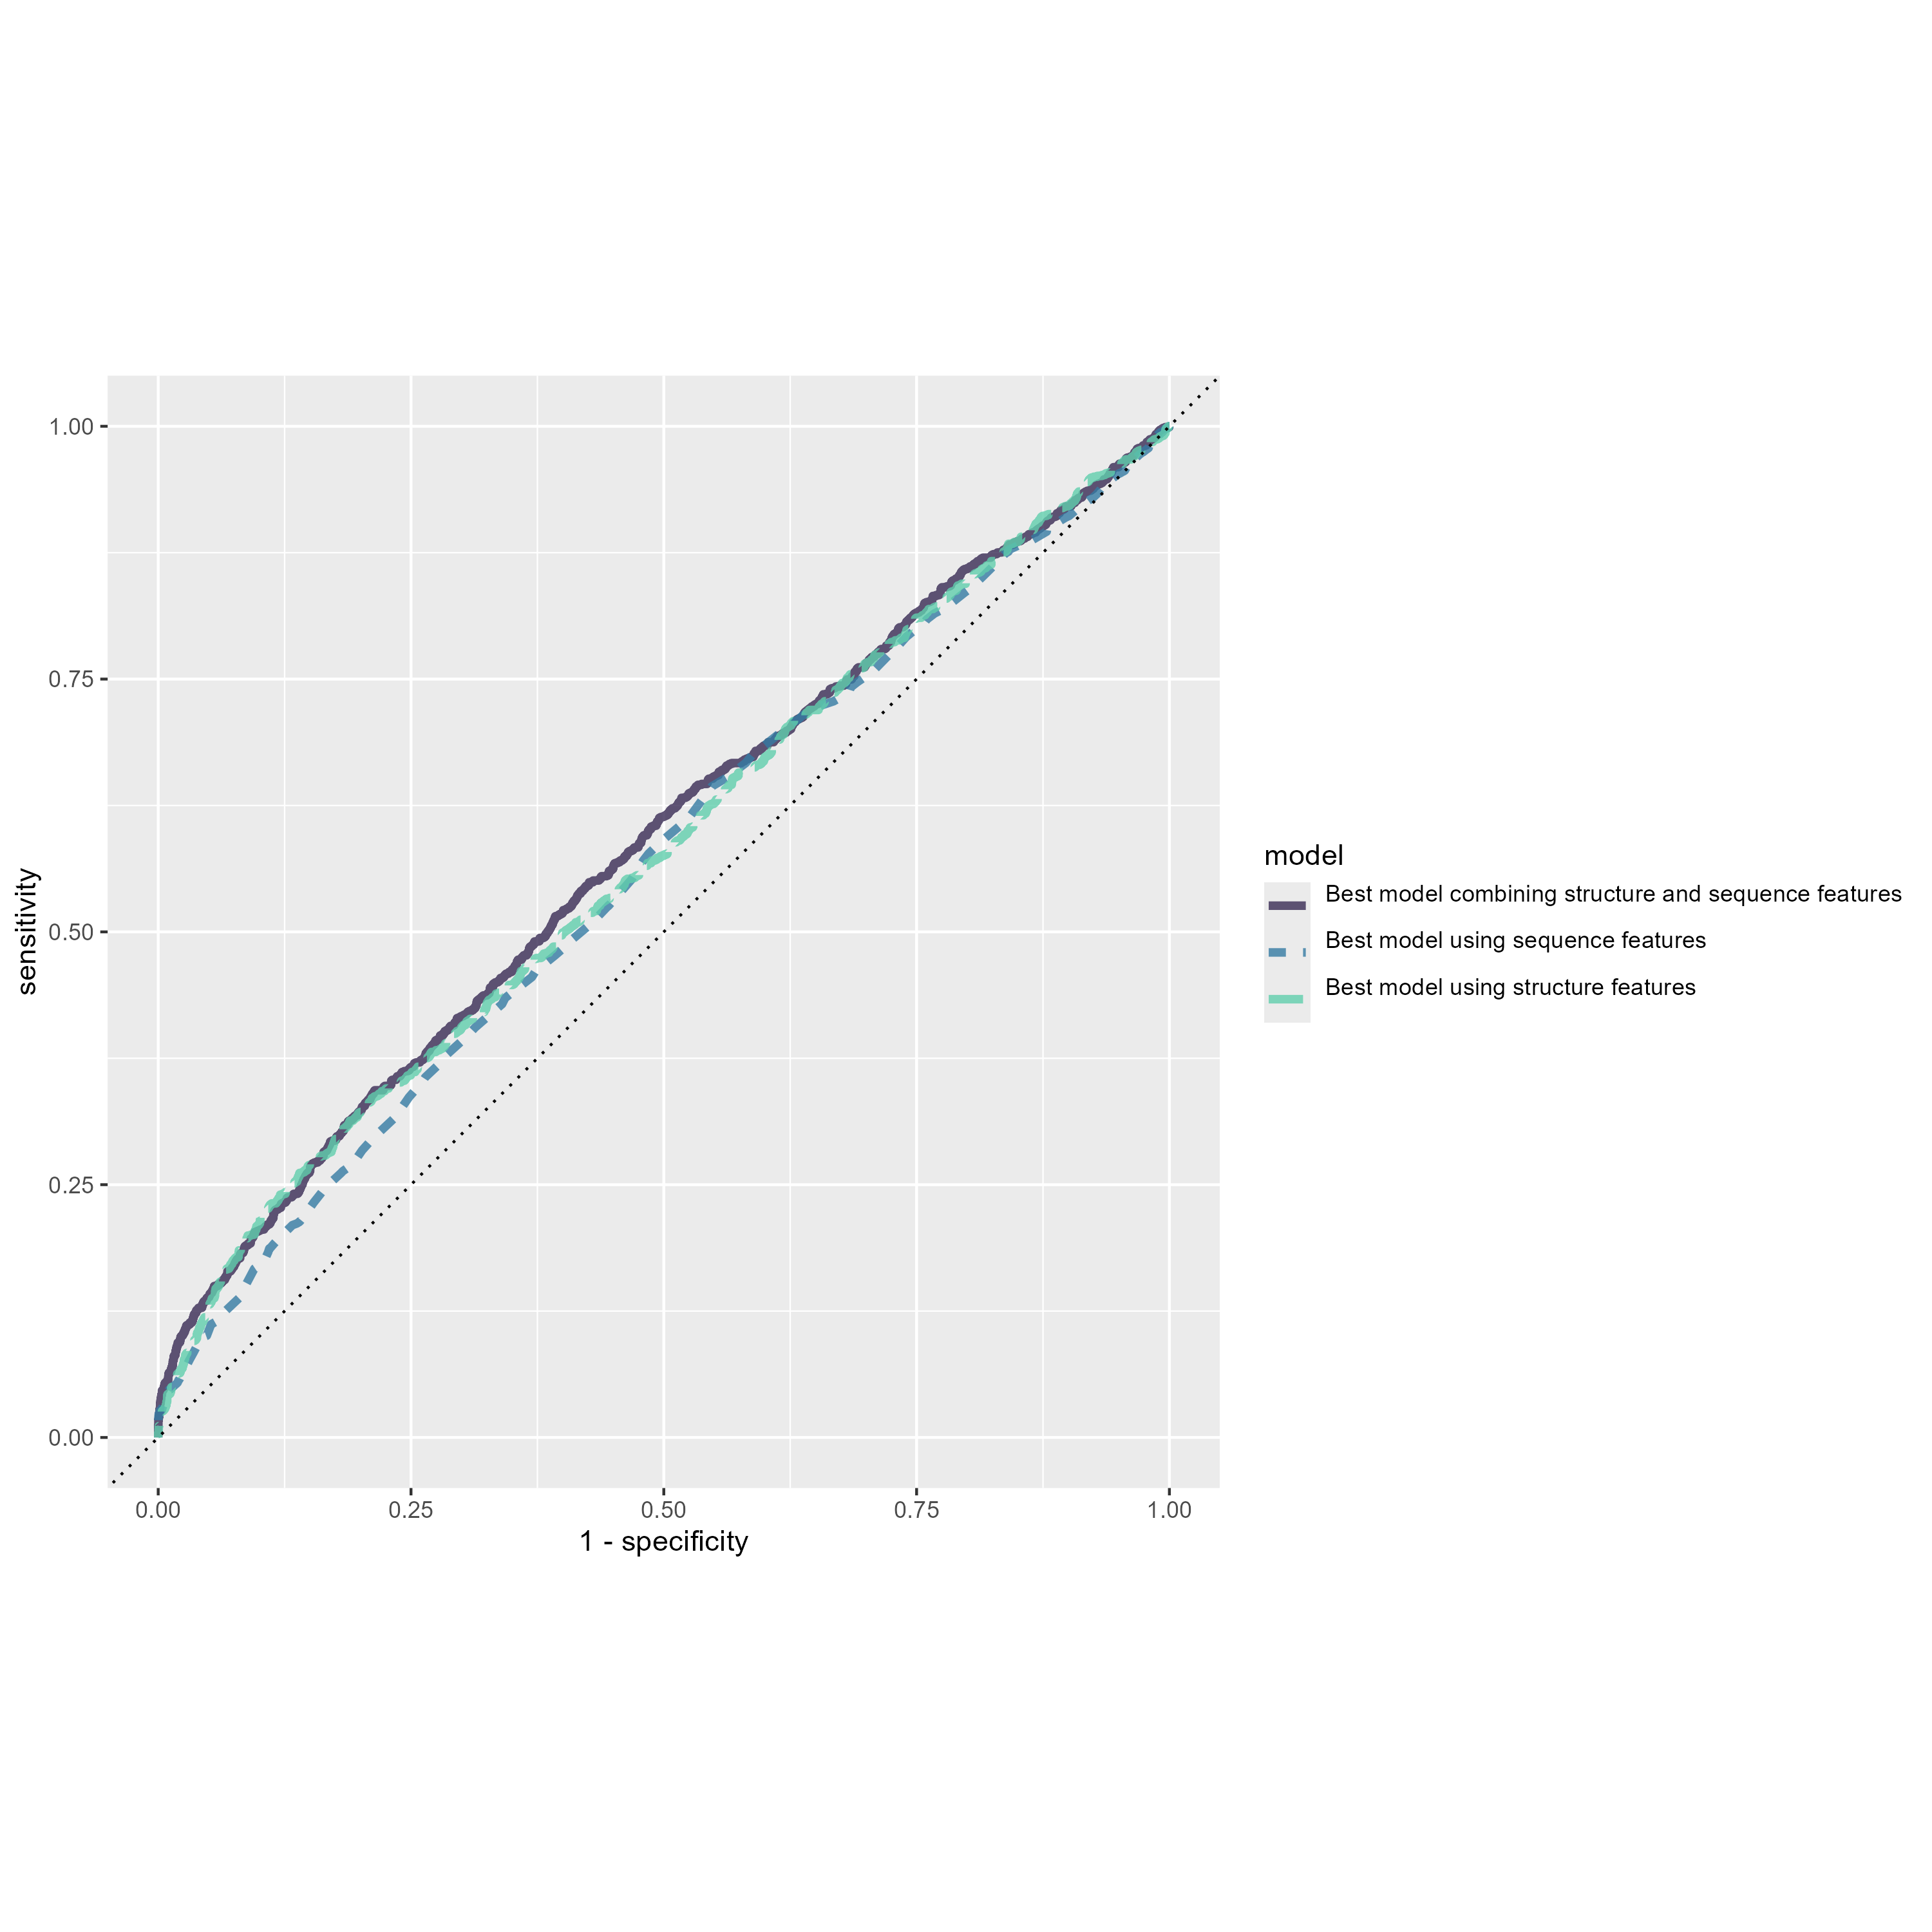 1.00
0.75
0.50
0.25
0.00
sensitivity
0.00 0.25 0.50 0.75 1.00
1 - specificity
model
Best model combining structure and sequence features
Best model using sequence features
Best model using structure features